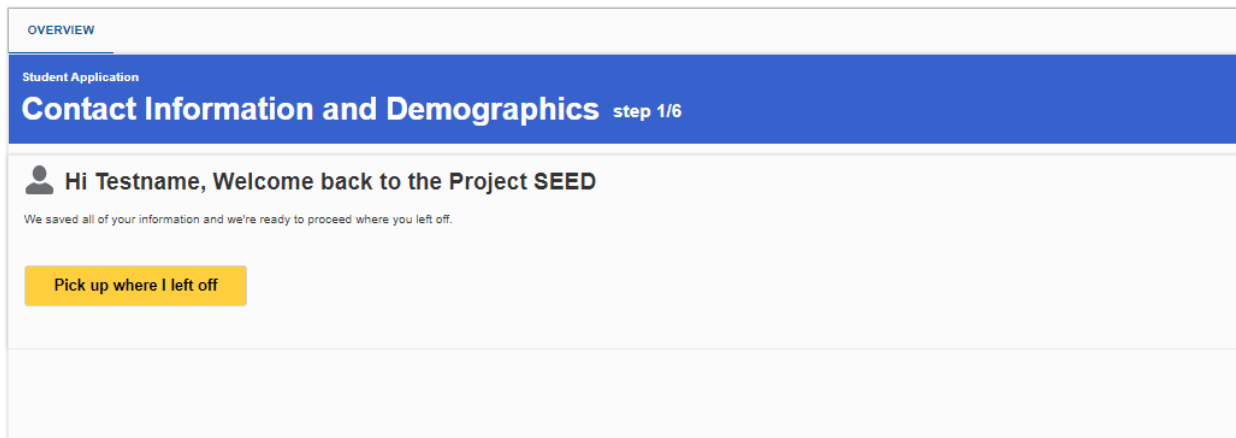 OVERVIEW
Student Application
Contact Information and Demographics step 1/6
Hi Testname, Welcome back to the Project SEED
We saved all of your information and we're ready to proceed where you left off.
Pick up where I left off